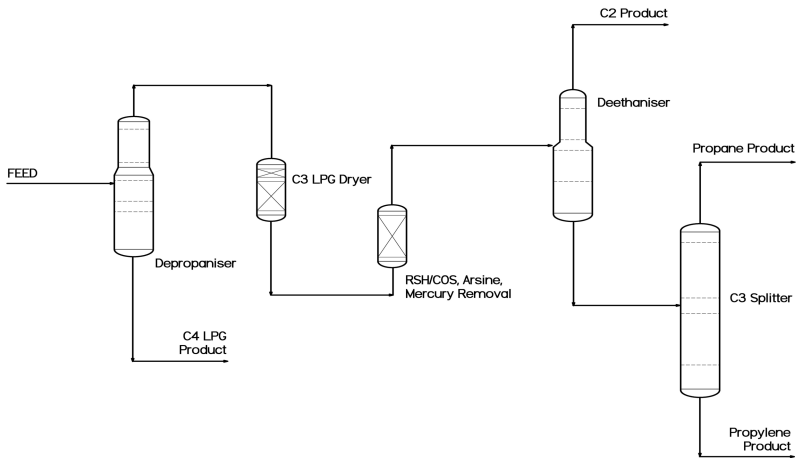 C2 Product
Deethaniser
Propane Product
FEED
C3 LPG Dryer
Depropaniser
RSH/COS, Arsine,
Mercury Removal
C3 Splitter
C4 LPG
Product
Propylene
Product